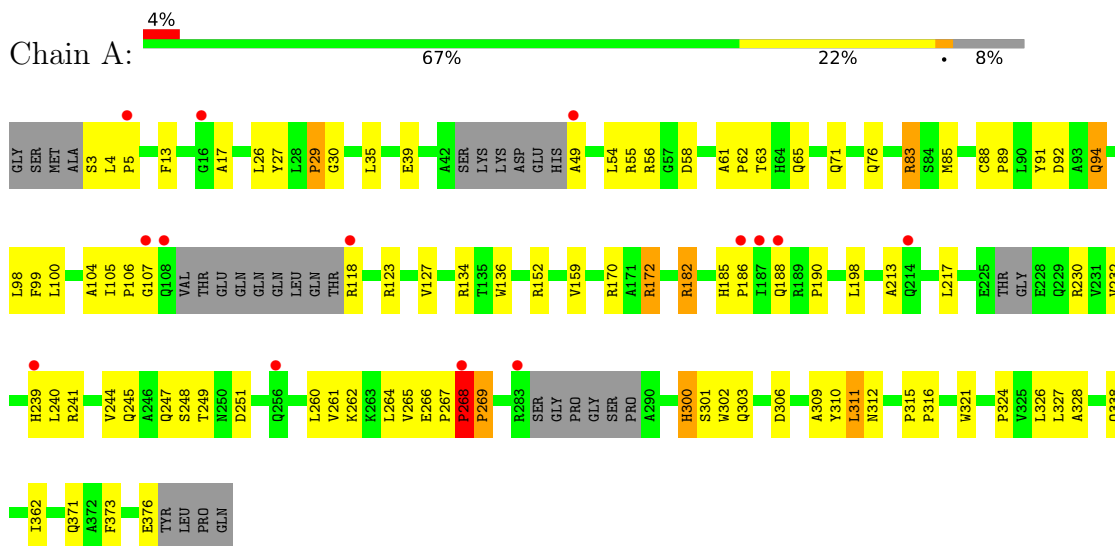 4%
Chain A:
67% 22% • 8%
GLY SER MET ALA S3 L4 P5 F13 G16 A17 L26 Y27 L28 P29 G30 L35 E39 A42 SER LYS LYS ASP GLU HIS A49 L54 R55 R56 G57 D58 A61 P62 T63 H64 Q65 Q71 Q76 R83 S84 M85 C88 P89 L90 Y91 D92 A93 Q94
L98 F99 L100 A104 I105 P106 G107 Q108 VAL THR GLU GLN GLN GLN LEU GLN THR R118 R123 V127 R134 T135 W136 R152 V159 R170 A171 R172 R182 H185 P186 I187 Q188 R189 P190 L198 A213 Q214 L217 E225 THR GLY E228 Q229 R230 V231
H239 L240 R241 V244 Q245 A246 Q247 S248 T249 N250 D251 Q256 L260 V261 K262 K263 L264 V265 E266 P267 P268 P269 R283 SER GLY PRO GLY SER PRO A290 H300 S301 W302 Q303 D306 A309 Y310 L311 N312 P315 P316 W321 P324 V325 L326 L327 A328
I362 Q371 A372 F373 E376 TYR LEU PRO GLN